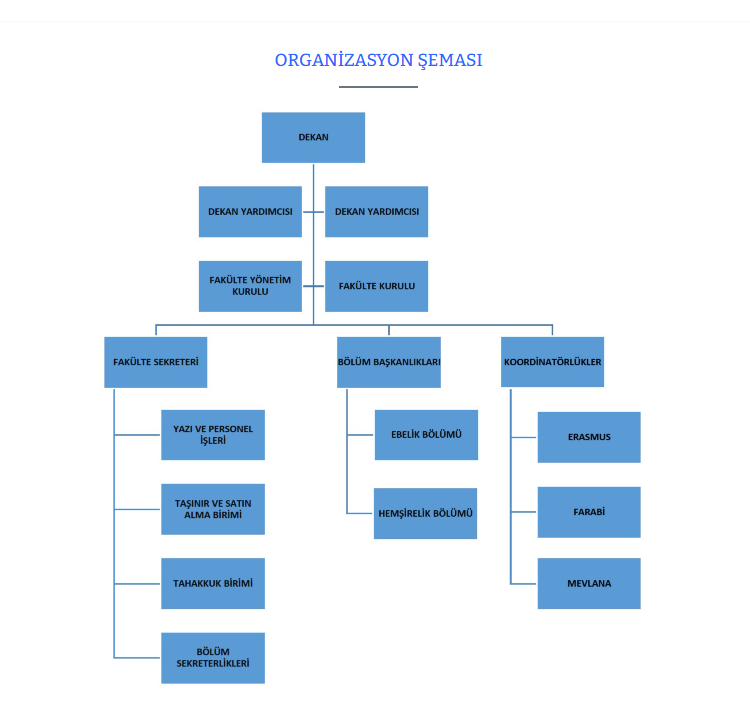 ORGANİZASYON ŞEMASI
DEKAN
DEKAN YARDIMCISI
DEKAN YARDIMCISI
FAKÜLTE YÖNETİM
KURULU
FAKÜLTE KURULU
FAKÜLTE SEKRETERİ
BÖLÜM BAŞKANLIKLARI
KOORDİNATÖRLÜKLER
YAZI VE PERSONEL
İŞLERİ
TAŞINIR VE SATIN
ALMA BİRİMİ
TAHAKKUK BİRİMİ
BÖLÜM
SEKRETERLİKLERİ
EBELİK BÖLÜMÜ
HEMŞİRELİK BÖLÜMÜ
ERASMUS
FARABİ
MEVLANA